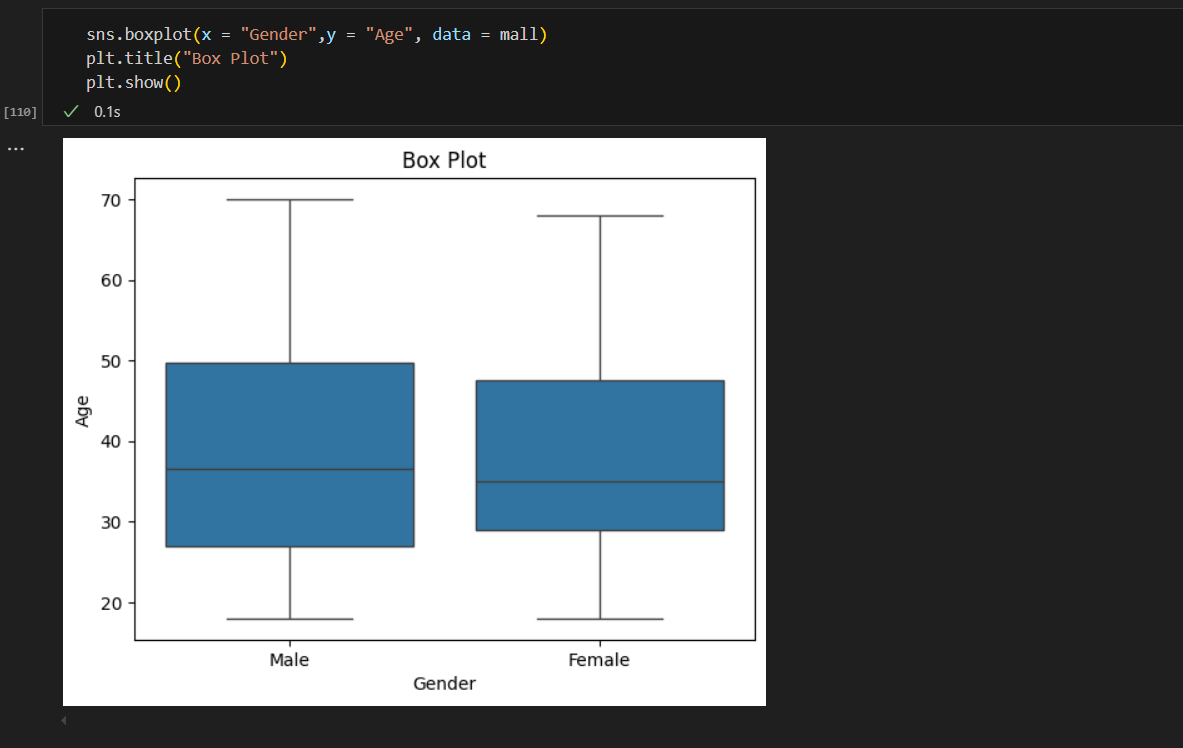 sns.boxplot(x = "Gender",y = "Age", data = mall)
plt.title("Box Plot")
plt.show()
[110]
0.1s
...
Box Plot
70
60
50
40
30
20
Age
Male Female
Gender